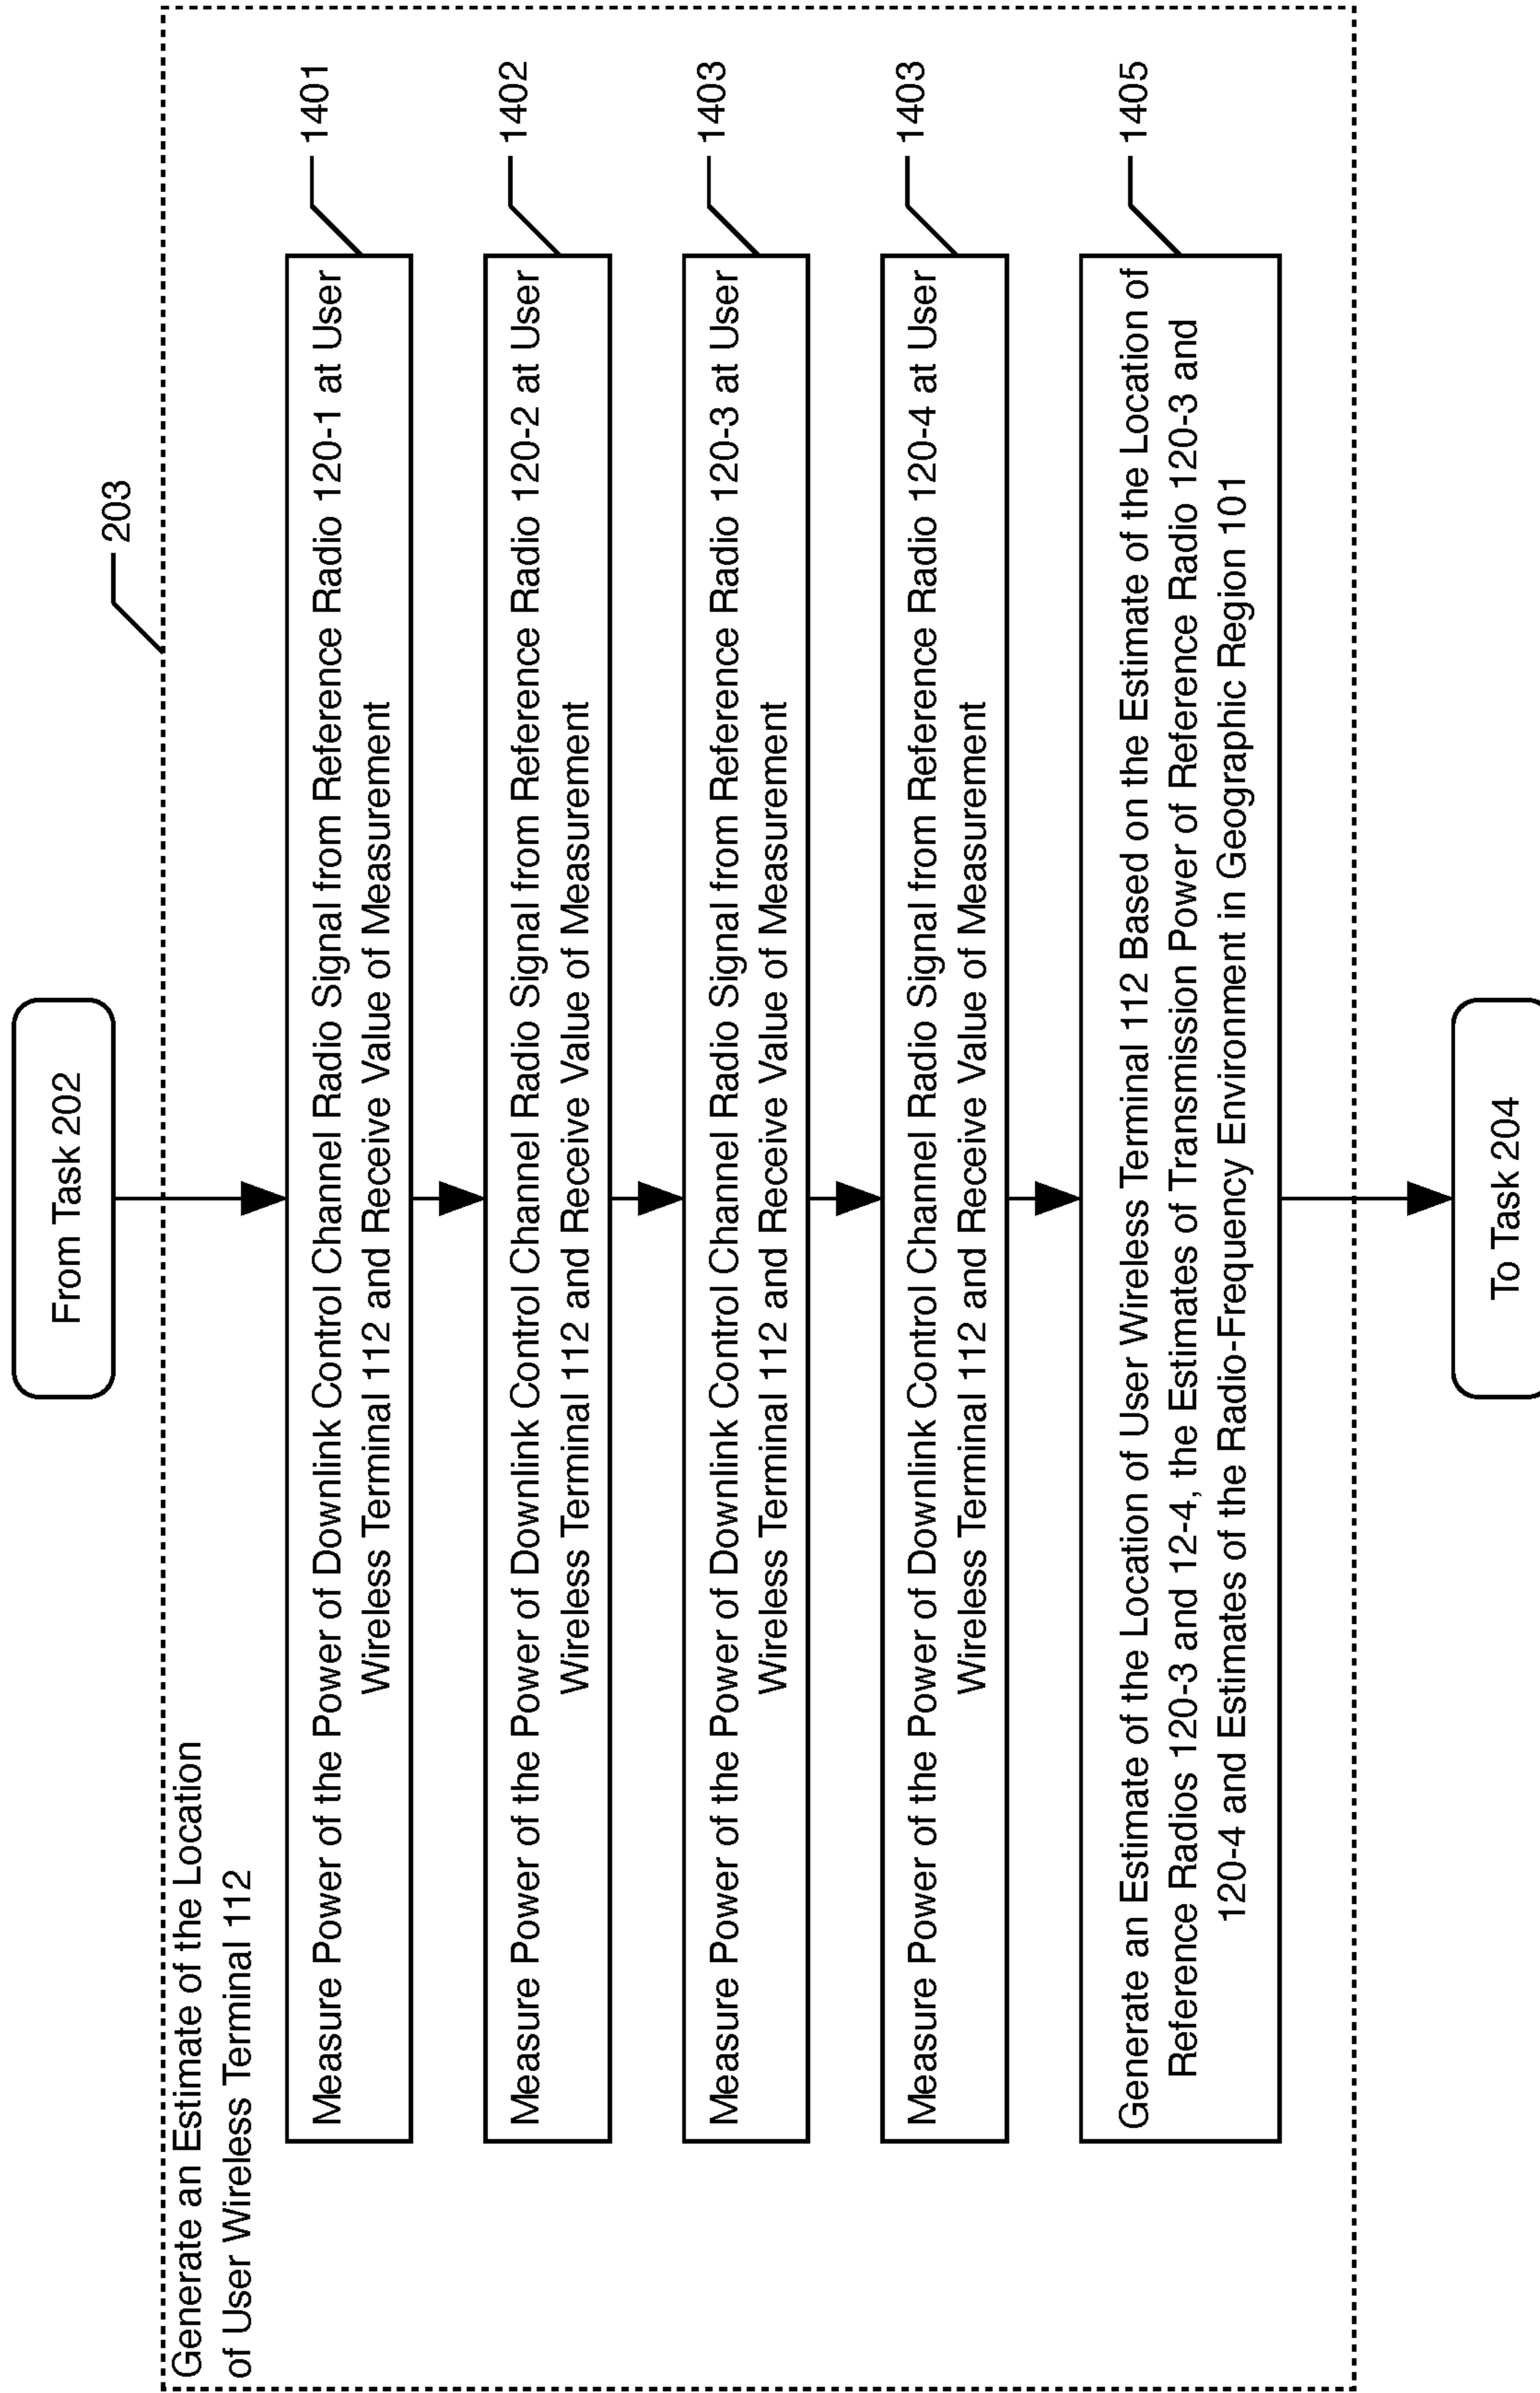 From Task 202
203
Generate an Estimate of the Location
of User Wireless Terminal 112
Measure Power of the Power of Downlink Control Channel Radio Signal from Reference Radio 120-1 at User
Wireless Terminal 112 and Receive Value of Measurement
1401
Measure Power of the Power of Downlink Control Channel Radio Signal from Reference Radio 120-2 at User
Wireless Terminal 112 and Receive Value of Measurement
1402
Measure Power of the Power of Downlink Control Channel Radio Signal from Reference Radio 120-3 at User
Wireless Terminal 112 and Receive Value of Measurement
1403
Measure Power of the Power of Downlink Control Channel Radio Signal from Reference Radio 120-4 at User
Wireless Terminal 112 and Receive Value of Measurement
1403
Generate an Estimate of the Location of User Wireless Terminal 112 Based on the Estimate of the Location of
Reference Radios 120-3 and 12-4, the Estimates of Transmission Power of Reference Radio 120-3 and
120-4 and Estimates of the Radio-Frequency Environment in Geographic Region 101
1405
To Task 204